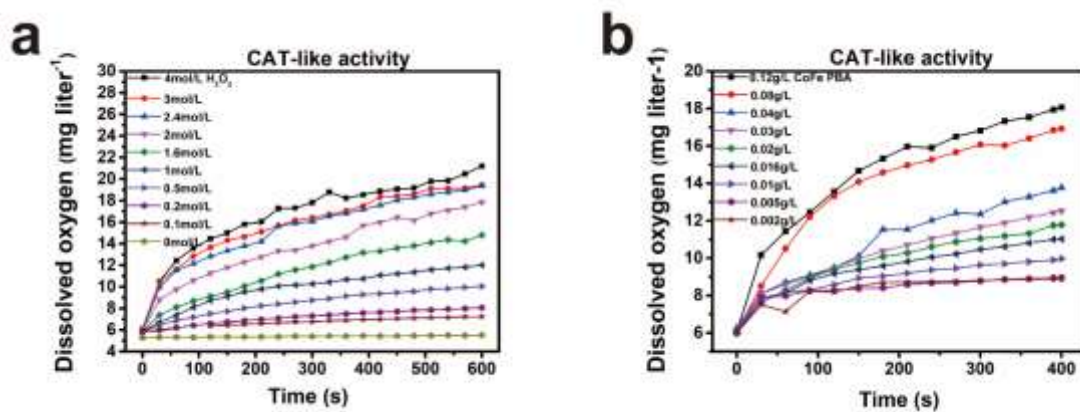 a
CAT-like activity
Dissolved oxygen (mg liter⁻¹)
30
28
26
24
22
20
18
16
14
12
10
8
6
4
4mol/L H₂O₂
3mol/L
2.4mol/L
2mol/L
1.6mol/L
1mol/L
0.5mol/L
0.2mol/L
0.1mol/L
0mol/L
0 100 200 300 400 500 600
Time (s)
b
CAT-like activity
Dissolved oxygen (mg liter-1)
20
18
16
14
12
10
8
6
0.12g/L CoFe PBA
0.08g/L
0.04g/L
0.03g/L
0.02g/L
0.016g/L
0.01g/L
0.005g/L
0.002g/L
0 100 200 300 400
Time (s)